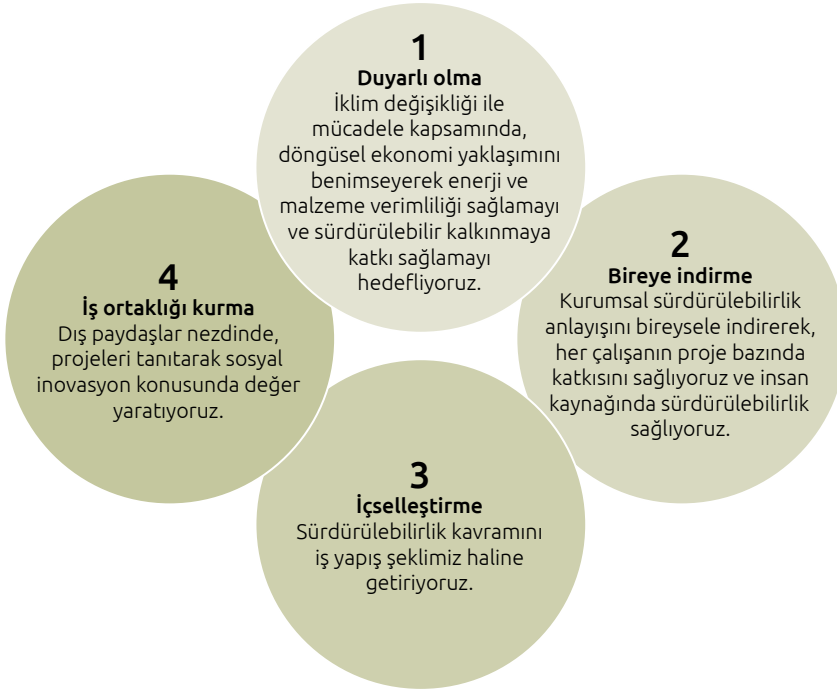 1
Duyarlı olma
İklim değişikliği ile
mücadele kapsamında,
döngüsel ekonomi yaklaşımını
benimseyerek enerji ve
malzeme verimliliği sağlamayı
ve sürdürülebilir kalkınmaya
katkı sağlamayı
hedefliyoruz.
2
Bireye indirme
Kurumsal sürdürülebilirlik
anlayışını bireysele indirerek,
her çalışanın proje bazında
katkısını sağlıyoruz ve insan
kaynağında sürdürülebilirlik
sağlıyoruz.
3
İçselleştirme
Sürdürülebilirlik kavramını
iş yapış şeklimiz haline
getiriyoruz.
4
İş ortaklığı kurma
Dış paydaşlar nezdinde,
projeleri tanıtarak sosyal
inovasyon konusunda değer
yaratıyoruz.